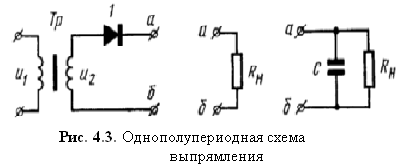 Тр
1
а
u₁
u₂
б
а
Rн
б
а
C
Rн
б
Рис. 4.3. Однополупериодная схема
выпрямления